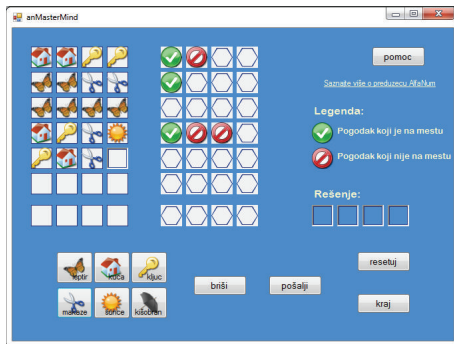 anMasterMind
pomoc
Saznajte više o preduzecu AlfaNum
Legenda:
Pogodak koji je na mestu
Pogodak koji nije na mestu
Rešenje:
leptir
kuća
ključ
makaze
sunce
kišobran
briši
pošalji
resetuj
kraj